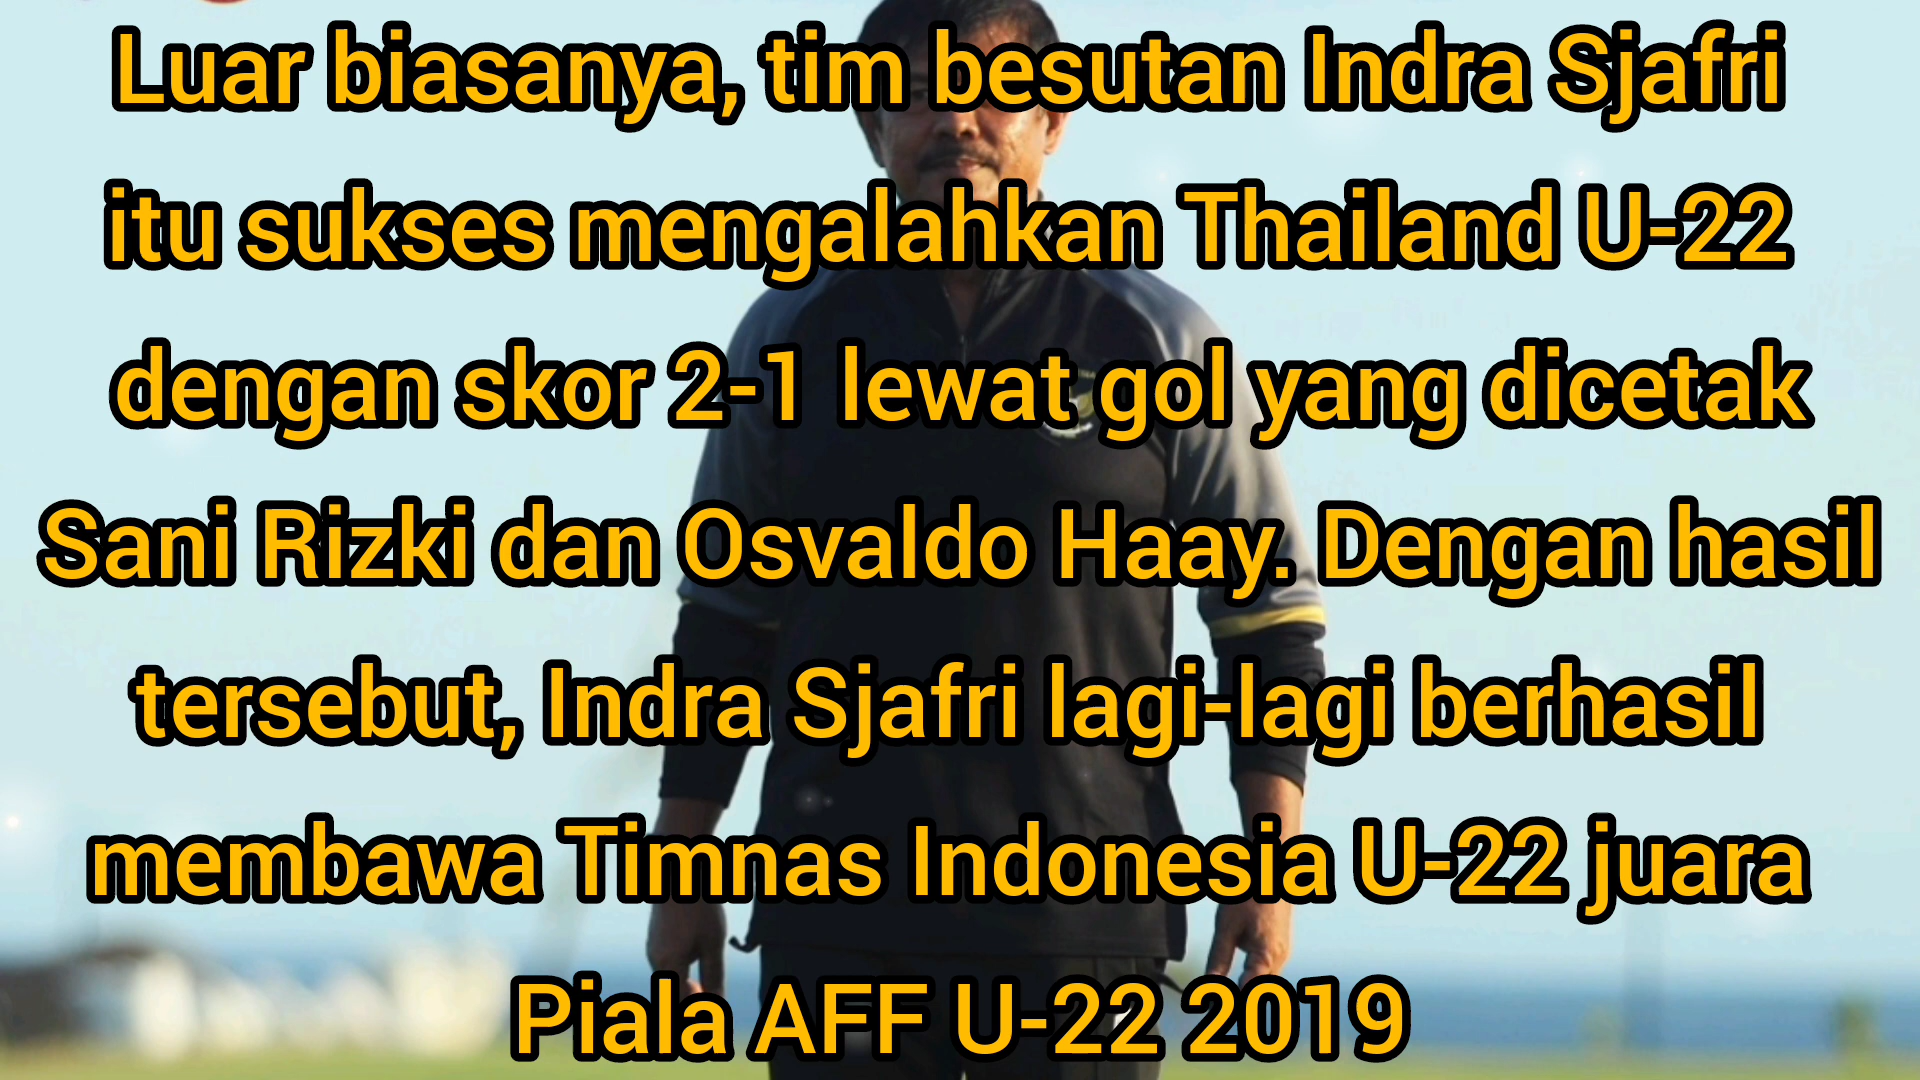 Luar biasanya, tim besutan Indra Sjafri
itu sukses mengalahkan Thailand U-22
dengan skor 2-1 lewat gol yang dicetak
Sani Rizki dan Osvaldo Haay. Dengan hasil
tersebut, Indra Sjafri lagi-lagi berhasil
membawa Timnas Indonesia U-22 juara
Piala AFF U-22 2019